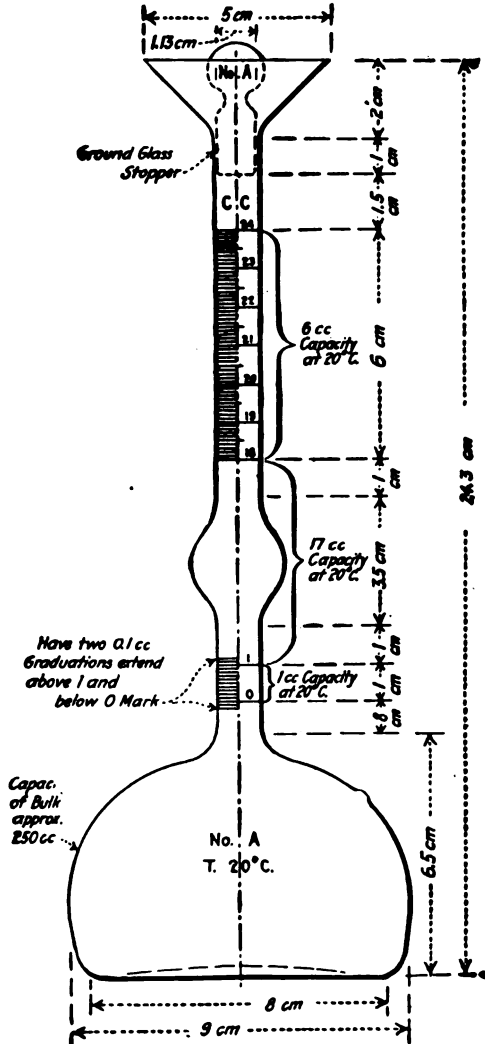 5 cm
1.13cm
No. A
2
cm
Ground Glass
Stopper
1
cm
1.5
cm
C C
24
23
22
21
20
19
18
6 cc
Capacity
at 20°C.
6 cm
1
cm
26.3 cm
17 cc
Capacity
at 20°C.
3.5 cm
Have two 0.1 cc
Graduations extend
above 1 and
below 0 Mark
1
0
1 cc Capacity
at 20°C.
1
cm
1
cm
.8
cm
Capac.
of Bulk
approx.
250 cc
No. A
T. 20°C.
6.5 cm
8 cm
9 cm